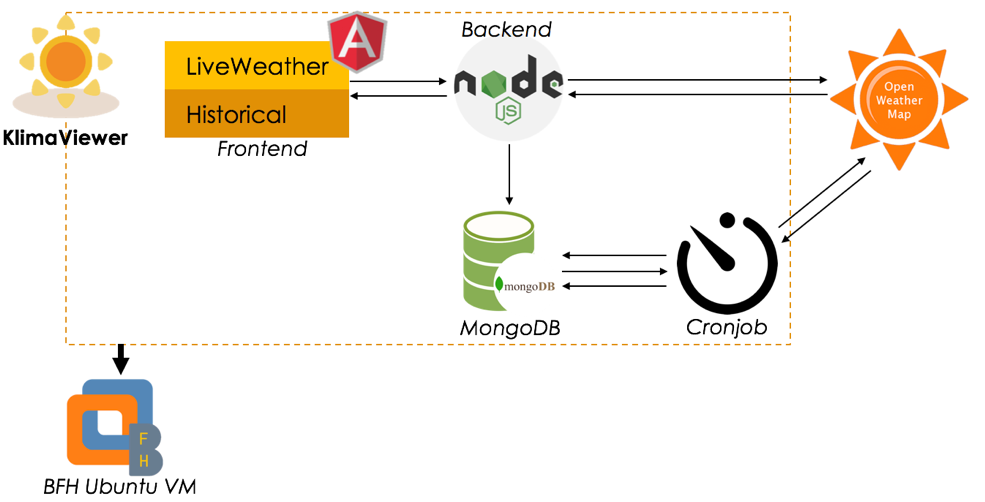 Backend
LiveWeather
Historical
Frontend
node
JS
Open
Weather
Map
KlimaViewer
mongoDB
MongoDB
Cronjob
F
H
BFH Ubuntu VM